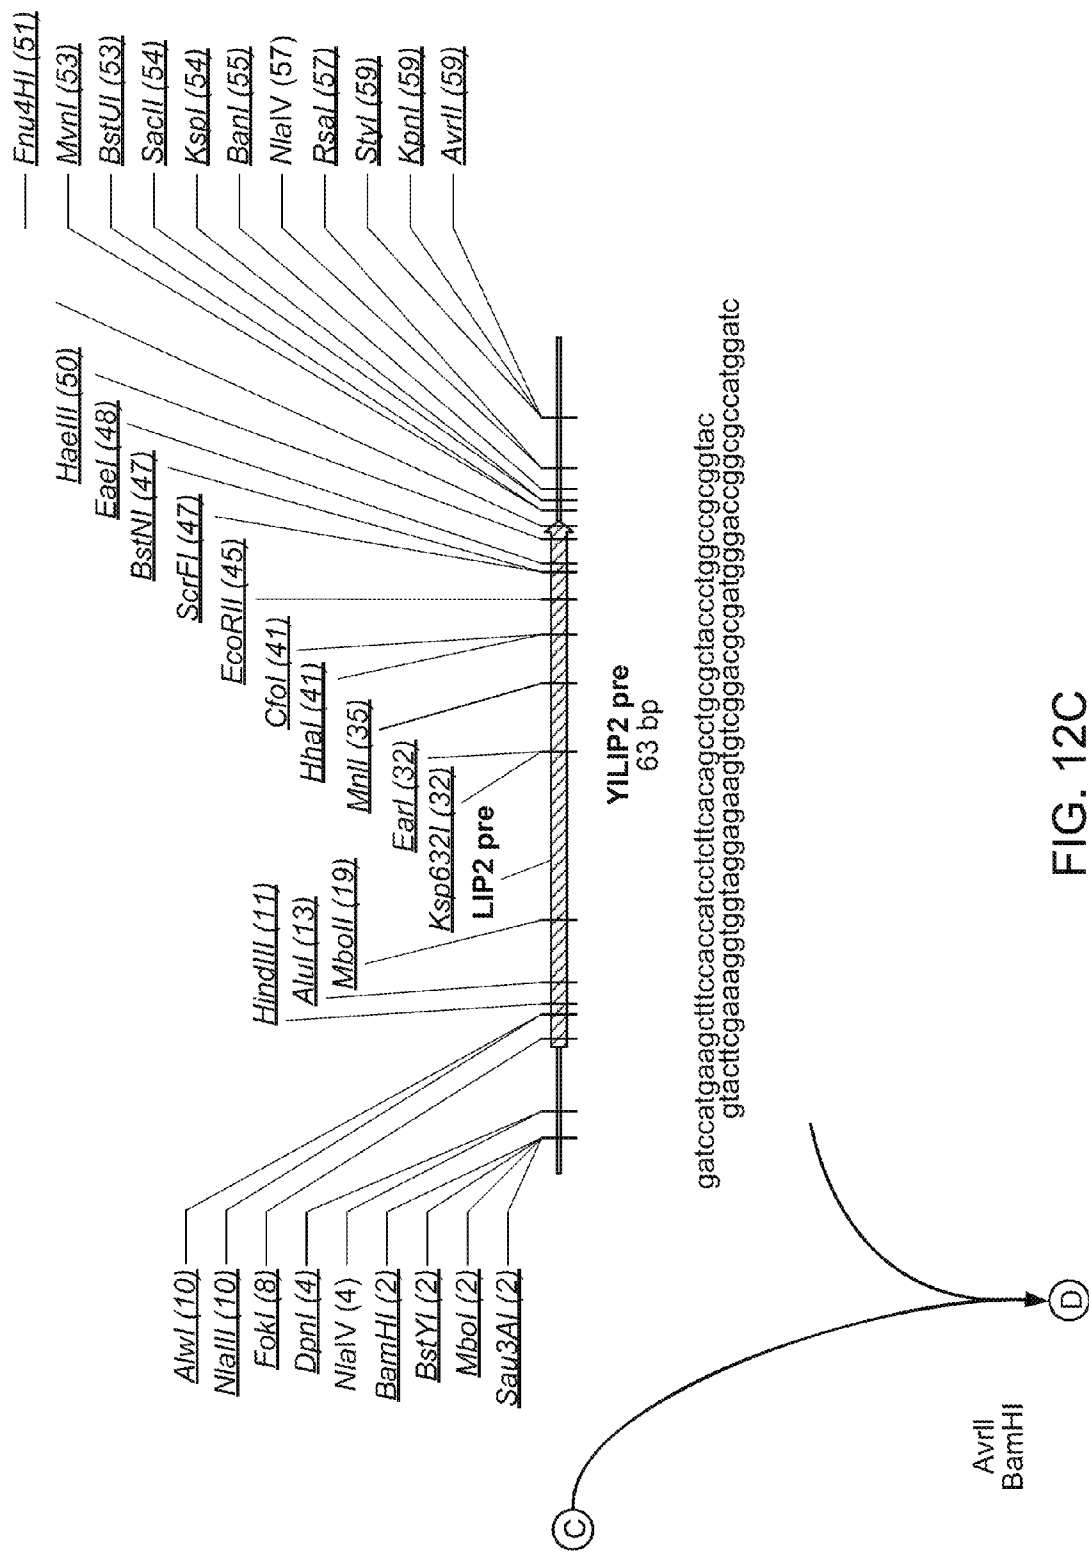 Fnu4HI (51)
MvnI (53)
BstUI (53)
SacII (54)
KspI (54)
BanI (55)
NlaIV (57)
RsaI (57)
StyI (59)
KpnI (59)
AvrII (59)
HaeIII (50)
EaeI (48)
BstNI (47)
ScrFI (47)
EcoRII (45)
CfoI (41)
HhaI (41)
MnlI (35)
EarI (32)
Ksp632I (32)
LIP2 pre
HindIII (11)
AluI (13)
MboII (19)
AlwI (10)
NlaIII (10)
FokI (8)
DpnI (4)
NlaIV (4)
BamHI (2)
BstYI (2)
MboI (2)
Sau3AI (2)
YlLIP2 pre
63 bp
gatccatgaagctttccaccatcctcttcacagcctgcgctaccctggccgcggtac
gtacttcgaaaggtggtaggagaagtgtcggacgcgatgggaccggcgccatggatc
C
AvrII
BamHI
D
FIG. 12C